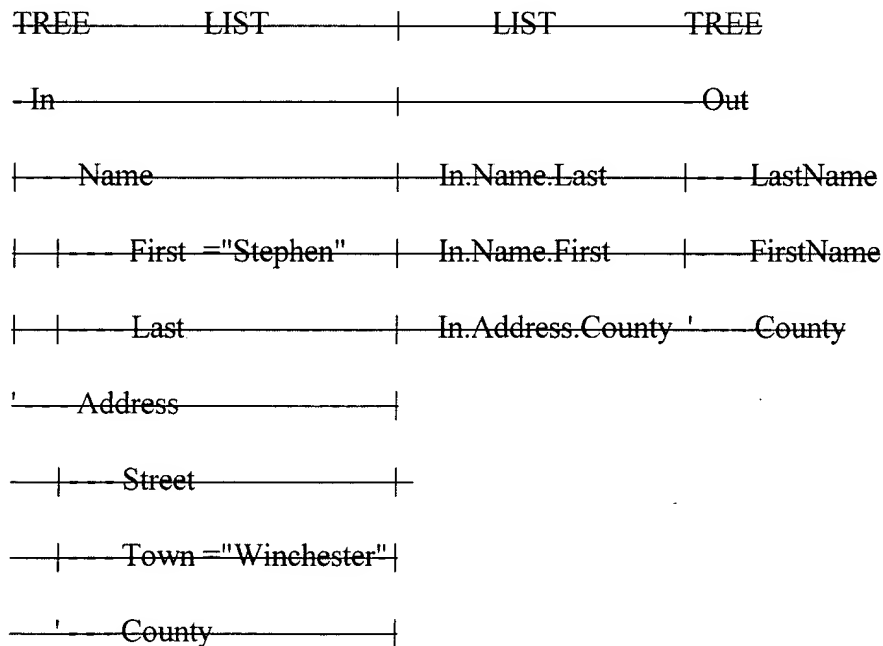 TREE LIST | LIST TREE
- In | - Out
|---- Name | In.Name.Last |---- LastName
| |---- First ="Stephen" | In.Name.First |---- FirstName
| |---- Last | In.Address.County '---- County
'---- Address |
|---- Street |
|---- Town ="Winchester" |
'---- County |